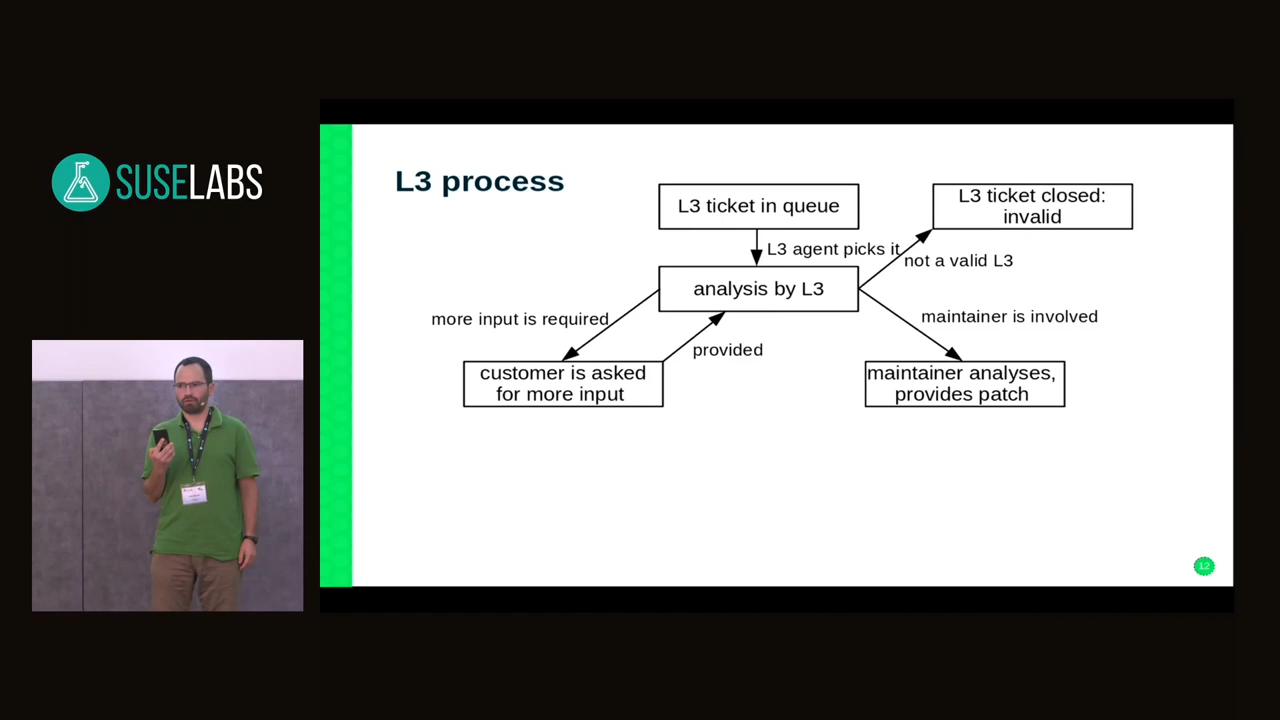 SUSELABS
L3 process
L3 ticket in queue
L3 ticket closed:
invalid
L3 agent picks it
not a valid L3
analysis by L3
more input is required
maintainer is involved
provided
customer is asked
for more input
maintainer analyses,
provides patch
12